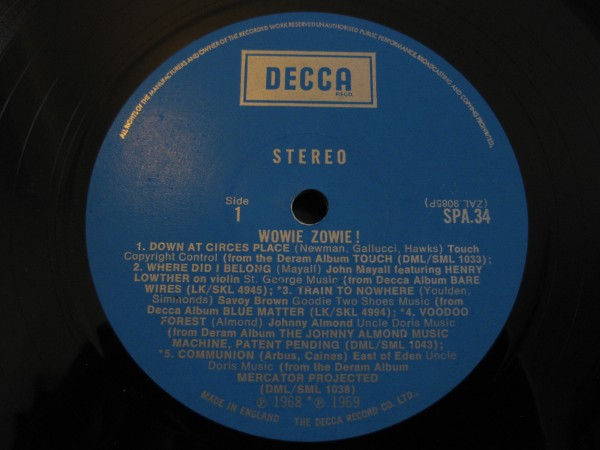 ALL RIGHTS OF THE MANUFACTURERS AND OWNER OF THE RECORDED WORK RESERVED. UNAUTHORISED PUBLIC PERFORMANCE, BROADCASTING AND COPYING PROHIBITED.
DECCA
STEREO
Side
1
(ZAL.9085P)
SPA.34
WOWIE ZOWIE!
1. DOWN AT CIRCES PLACE (Newman, Gallucci, Hawks) Touch
Copyright Control (from the Deram Album TOUCH (DML/SML 1033);
2. WHERE DID I BELONG (Mayall) John Mayall featuring HENRY
LOWTHER on violin St. George Music (from Decca Album BARE
WIRES (LK/SKL 4945); *3. TRAIN TO NOWHERE (Youlden,
Simmonds) Savoy Brown Goodie Two Shoes Music (from
Decca Album BLUE MATTER (LK/SKL 4994); *4. VOODOO
FOREST (Almond) Johnny Almond Uncle Doris Music
(from Deram Album THE JOHNNY ALMOND MUSIC
MACHINE, PATENT PENDING (DML/SML 1043);
*5. COMMUNION (Arbus, Caines) East of Eden Uncle
Doris Music (from the Deram Album
MERCATOR PROJECTED
(DML/SML 1038)
℗ 1968 *℗ 1969
MADE IN ENGLAND THE DECCA RECORD CO. LTD.